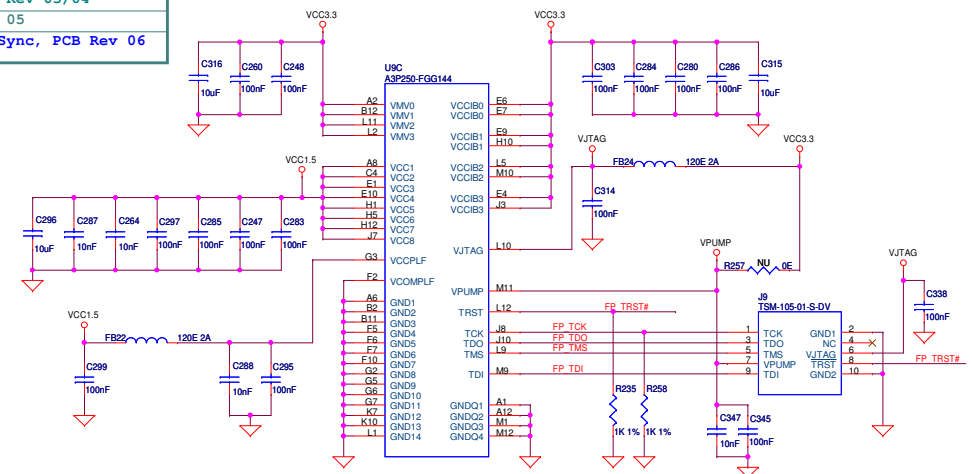 Rev 03/04
05
Sync, PCB Rev 06
VCC3.3
C316
10uF
C260
100nF
C248
100nF
U9C
A3P250-FGG144
VCC3.3
C303
100nF
C284
100nF
C280
100nF
C286
100nF
C315
10uF
A2 VMV0
B12 VMV1
L11 VMV2
L2 VMV3
A8 VCC1
C4 VCC2
E1 VCC3
E10 VCC4
H1 VCC5
H5 VCC6
H12 VCC7
J7 VCC8
G3 VCCPLF
F2 VCOMPLF
A6 GND1
B2 GND2
B11 GND3
F5 GND4
F6 GND5
F7 GND6
F10 GND7
G2 GND8
G5 GND9
G6 GND10
G7 GND11
K7 GND12
K10 GND13
L1 GND14
VCCIB0 E6
VCCIB0 E7
VCCIB1 E9
VCCIB1 H10
VCCIB2 L5
VCCIB2 M10
VCCIB3 E4
VCCIB3 J3
VJTAG L10
VPUMP M11
TRST L12
TCK J8
TDO J10
TMS L9
TDI M9
GNDQ1 A1
GNDQ2 A12
GNDQ3 M1
GNDQ4 M12
VCC1.5
C296
10uF
C287
10nF
C264
10nF
C297
100nF
C285
100nF
C247
100nF
C283
100nF
VCC1.5
FB22 120E 2A
C299
100nF
C288
10nF
C295
100nF
VJTAG
FB24 120E 2A
VCC3.3
C314
100nF
VPUMP
R257 NU 0E
FP_TRST#
FP_TCK
FP_TDO
FP_TMS
FP_TDI
R235
1K 1%
R258
1K 1%
J9
TSM-105-01-S-DV
1 TCK GND1 2
3 TDO NC 4
5 TMS VJTAG 6
7 VPUMP TRST 8
9 TDI GND2 10
VJTAG
C338
100nF
FP_TRST#
C347
10nF
C345
100nF